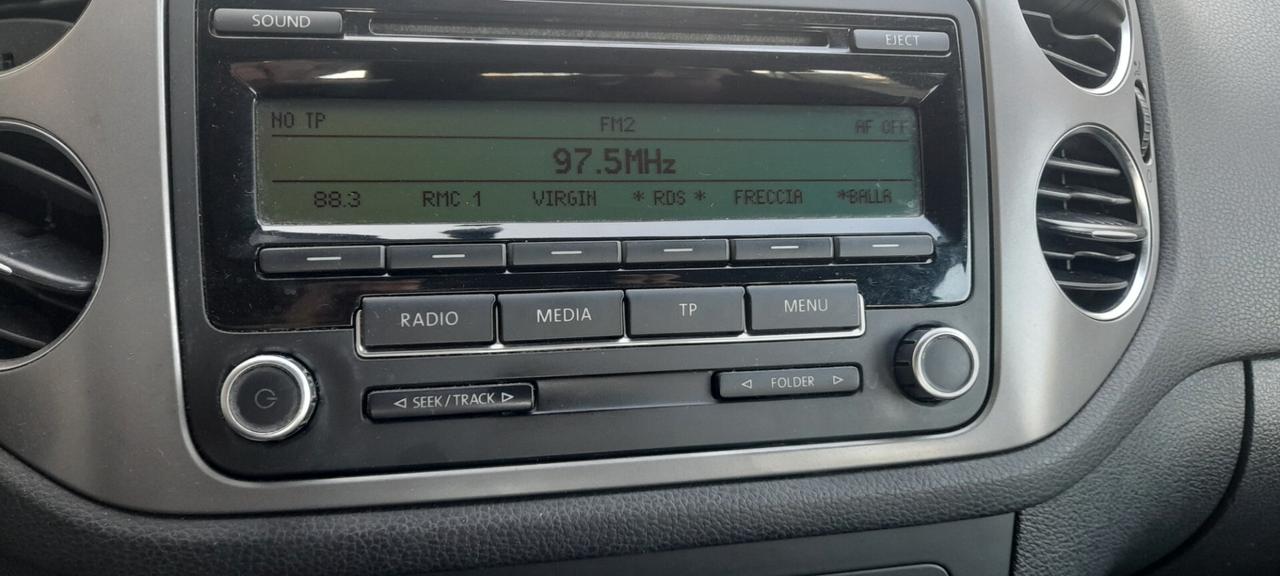 SOUND
EJECT
NO TP FM2 AF OFF
97.5MHz
88.3 RMC 1 VIRGIN * RDS * FRECCIA *BALLA
RADIO MEDIA TP MENU
SEEK/TRACK FOLDER